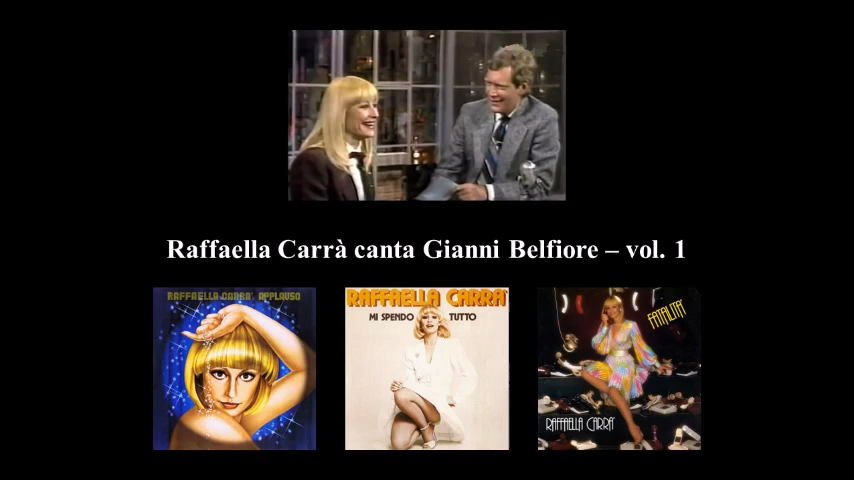 Raffaella Carrà canta Gianni Belfiore – vol. 1
RAFFAELLA CARRA' APPLAUSO
RAFFAELLA CARRA'
MI SPENDO TUTTO
FATALITA'
RAFFAELLA CARRA'